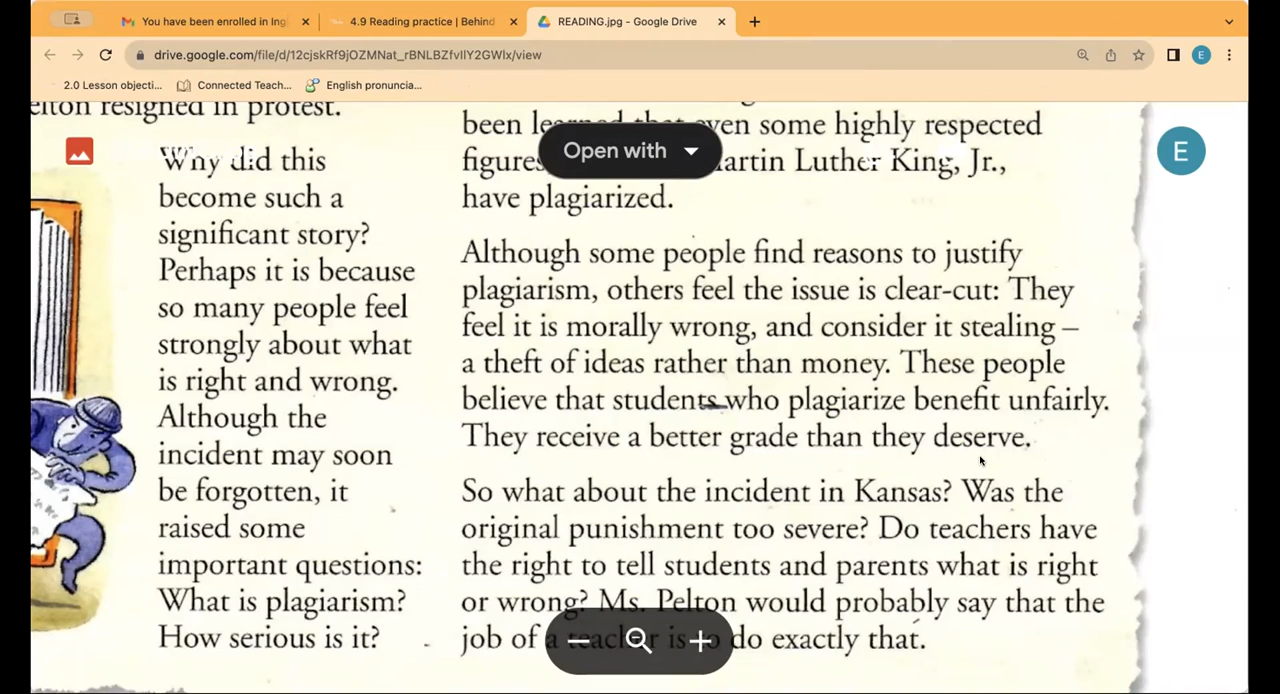 You have been enrolled in Ingl
4.9 Reading practice | Behind
READING.jpg - Google Drive
drive.google.com/file/d/12cjskRf9jOZMNat_rBNLBZfvIlY2GWlx/view
E
2.0 Lesson objecti...
Connected Teach...
English pronuncia...
elton resigned in protest.
Why did this
become such a
significant story?
Perhaps it is because
so many people feel
strongly about what
is right and wrong.
Although the
incident may soon
be forgotten, it
raised some
important questions:
What is plagiarism?
How serious is it?
been learned that even some highly respected
figures Martin Luther King, Jr.,
have plagiarized.
Although some people find reasons to justify
plagiarism, others feel the issue is clear-cut: They
feel it is morally wrong, and consider it stealing –
a theft of ideas rather than money. These people
believe that students who plagiarize benefit unfairly.
They receive a better grade than they deserve.
So what about the incident in Kansas? Was the
original punishment too severe? Do teachers have
the right to tell students and parents what is right
or wrong? Ms. Pelton would probably say that the
job of a teacher is to do exactly that.
Open with
E